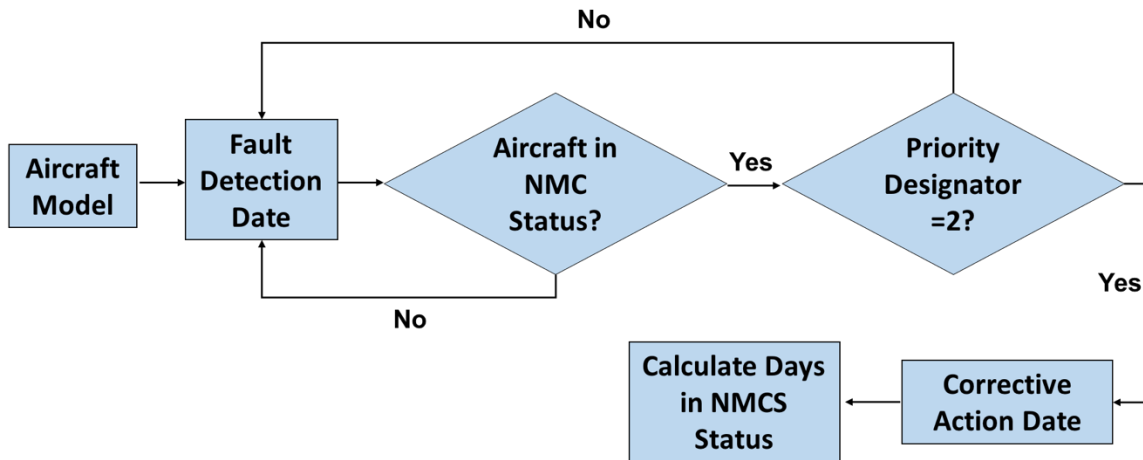 No
Aircraft
Model
Fault
Detection
Date
Aircraft in
NMC
Status?
Yes
Priority
Designator
=2?
No
Yes
Calculate Days
in NMCS
Status
Corrective
Action Date